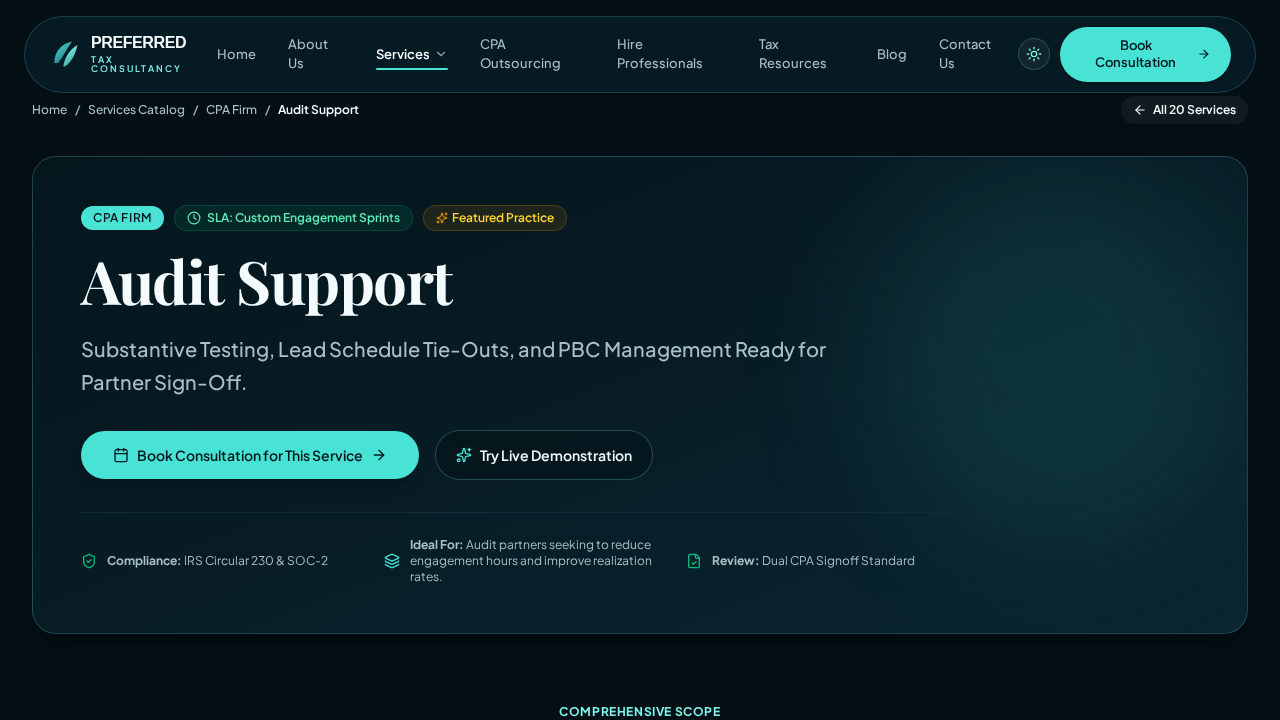 PREFERRED
TAX
CONSULTANCY
Home
About
Us
Services
CPA
Outsourcing
Hire
Professionals
Tax
Resources
Blog
Contact
Us
Book
Consultation
Home / Services Catalog / CPA Firm / Audit Support
All 20 Services
CPA FIRM
SLA: Custom Engagement Sprints
Featured Practice
Audit Support
Substantive Testing, Lead Schedule Tie-Outs, and PBC Management Ready for
Partner Sign-Off.
Book Consultation for This Service
Try Live Demonstration
Compliance: IRS Circular 230 & SOC-2
Ideal For: Audit partners seeking to reduce
engagement hours and improve realization
rates.
Review: Dual CPA Signoff Standard
COMPREHENSIVE SCOPE